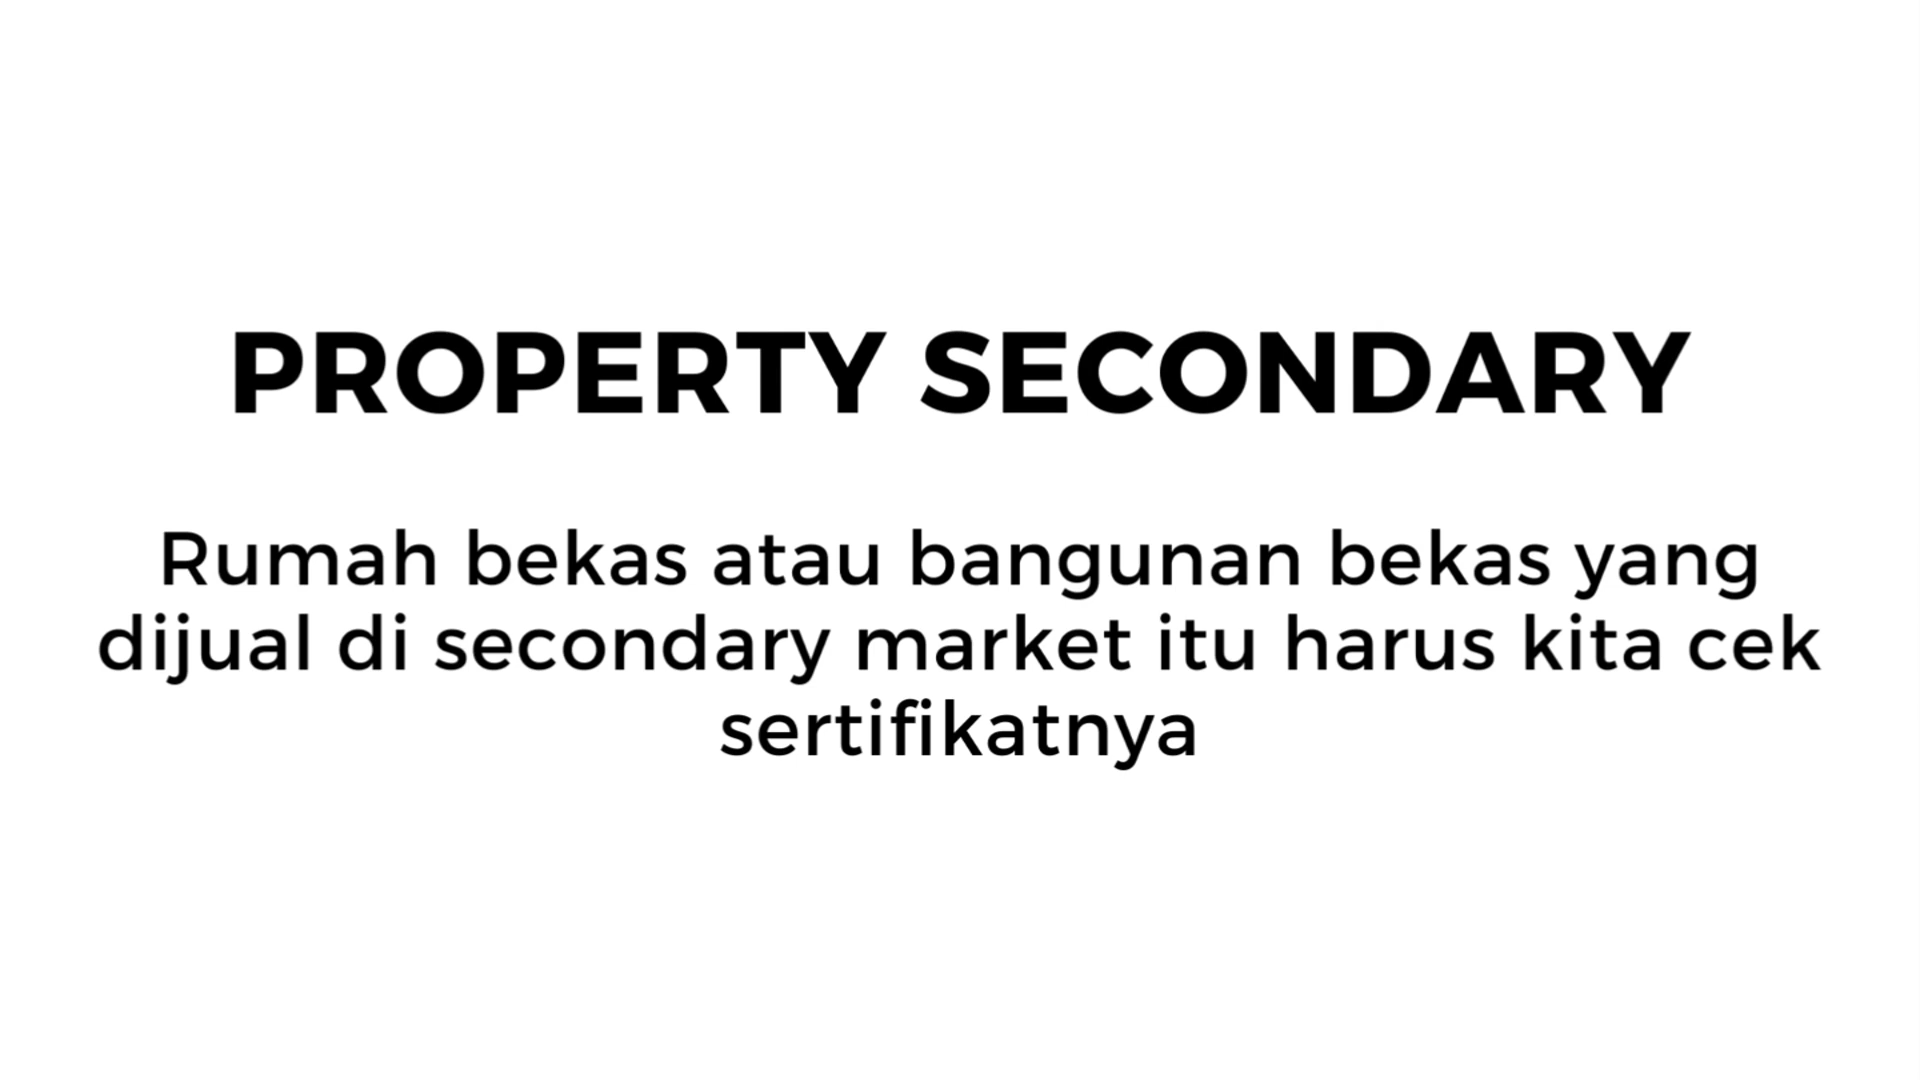 PROPERTY SECONDARY
Rumah bekas atau bangunan bekas yang
dijual di secondary market itu harus kita cek
sertifikatnya